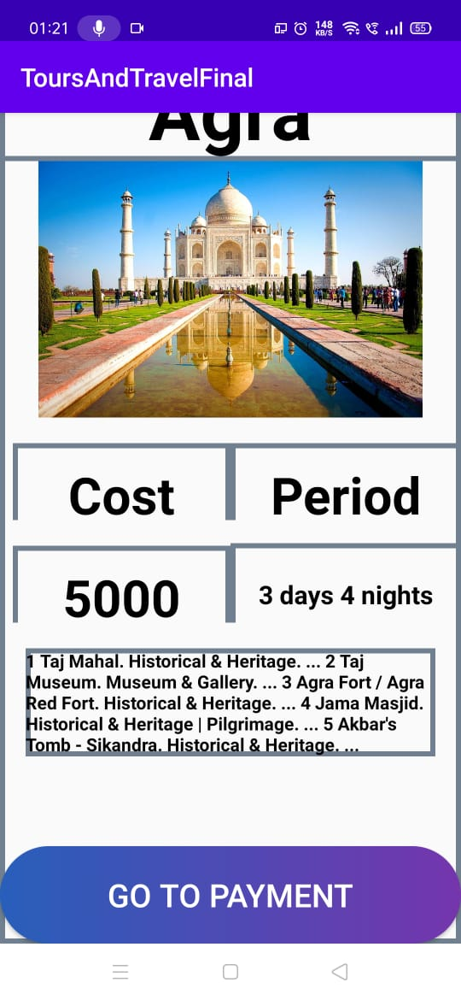 01:21
148
KB/S
55
ToursAndTravelFinal
Agra
Cost
Period
5000
3 days 4 nights
1 Taj Mahal. Historical & Heritage. ... 2 Taj
Museum. Museum & Gallery. ... 3 Agra Fort / Agra
Red Fort. Historical & Heritage. ... 4 Jama Masjid.
Historical & Heritage | Pilgrimage. ... 5 Akbar's
Tomb - Sikandra. Historical & Heritage. ...
GO TO PAYMENT